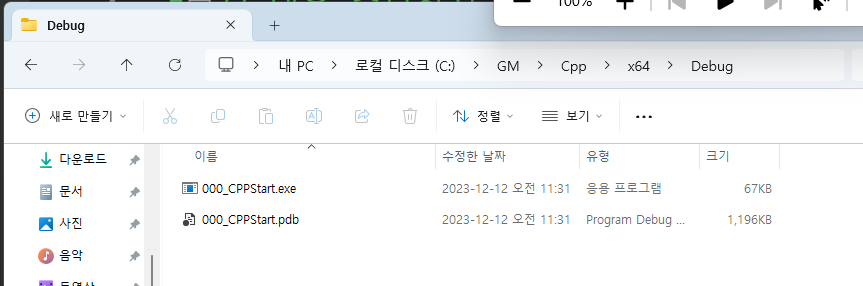 100%
Debug
내 PC > 로컬 디스크 (C:) > GM > Cpp > x64 > Debug
새로 만들기 정렬 보기 ...
이름 수정한 날짜 유형 크기
다운로드
000_CPPStart.exe 2023-12-12 오전 11:31 응용 프로그램 67KB
문서
000_CPPStart.pdb 2023-12-12 오전 11:31 Program Debug ... 1,196KB
사진
음악
동영상